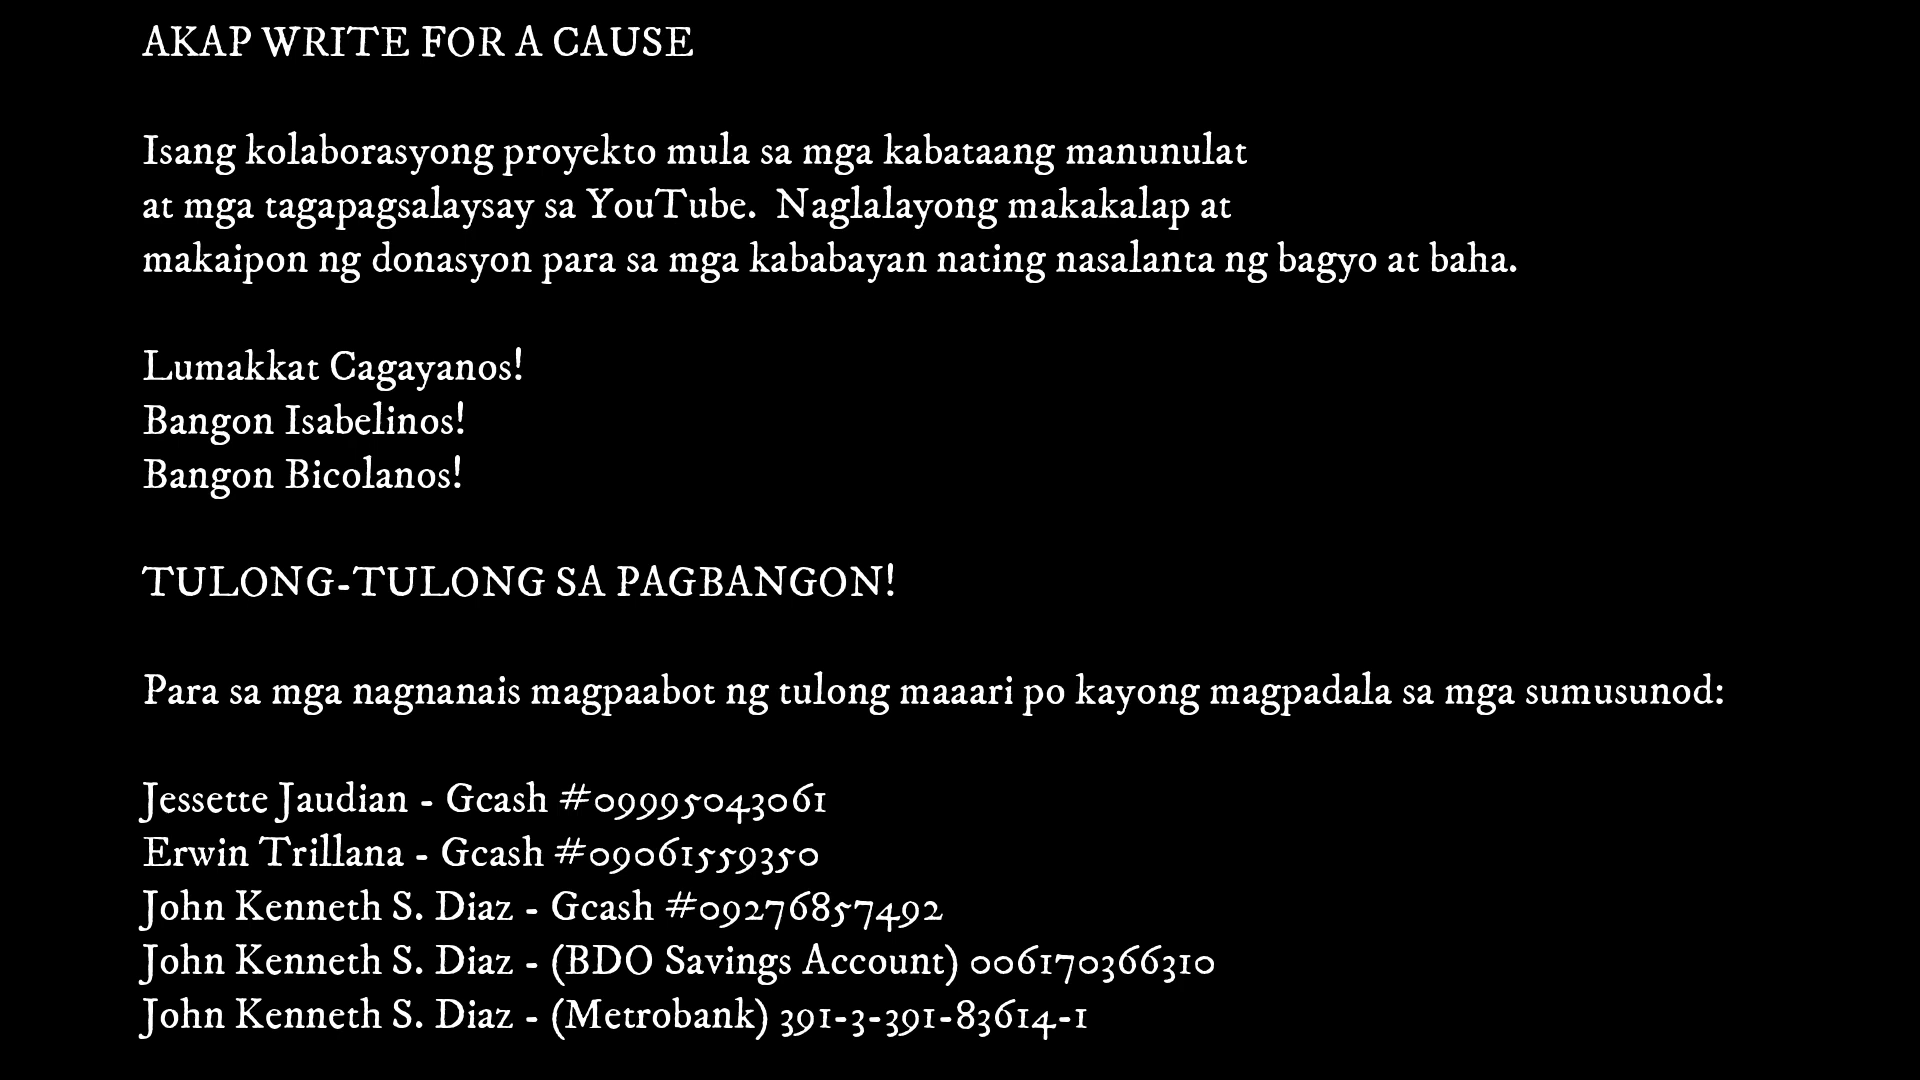 AKAP WRITE FOR A CAUSE
Isang kolaborasyong proyekto mula sa mga kabataang manunulat
at mga tagapagsalaysay sa YouTube.  Naglalayong makakalap at
makaipon ng donasyon para sa mga kababayan nating nasalanta ng bagyo at baha.
Lumakkat Cagayanos!
Bangon Isabelinos!
Bangon Bicolanos!
TULONG-TULONG SA PAGBANGON!
Para sa mga nagnanais magpaabot ng tulong maaari po kayong magpadala sa mga sumusunod:
Jessette Jaudian - Gcash #09995043061
Erwin Trillana - Gcash #09061559350
John Kenneth S. Diaz - Gcash #09276857492
John Kenneth S. Diaz - (BDO Savings Account) 006170366310
John Kenneth S. Diaz - (Metrobank) 391-3-391-83614-1